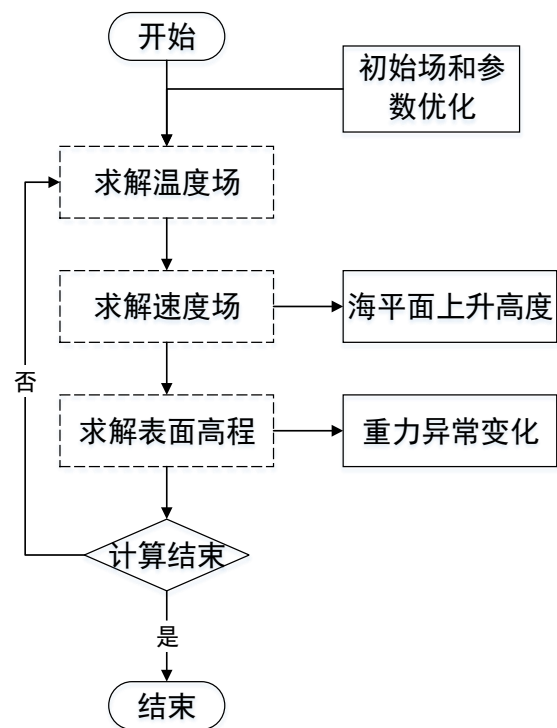 开始
初始场和参
数优化
求解温度场
求解速度场
海平面上升高度
否
求解表面高程
重力异常变化
计算结束
是
结束